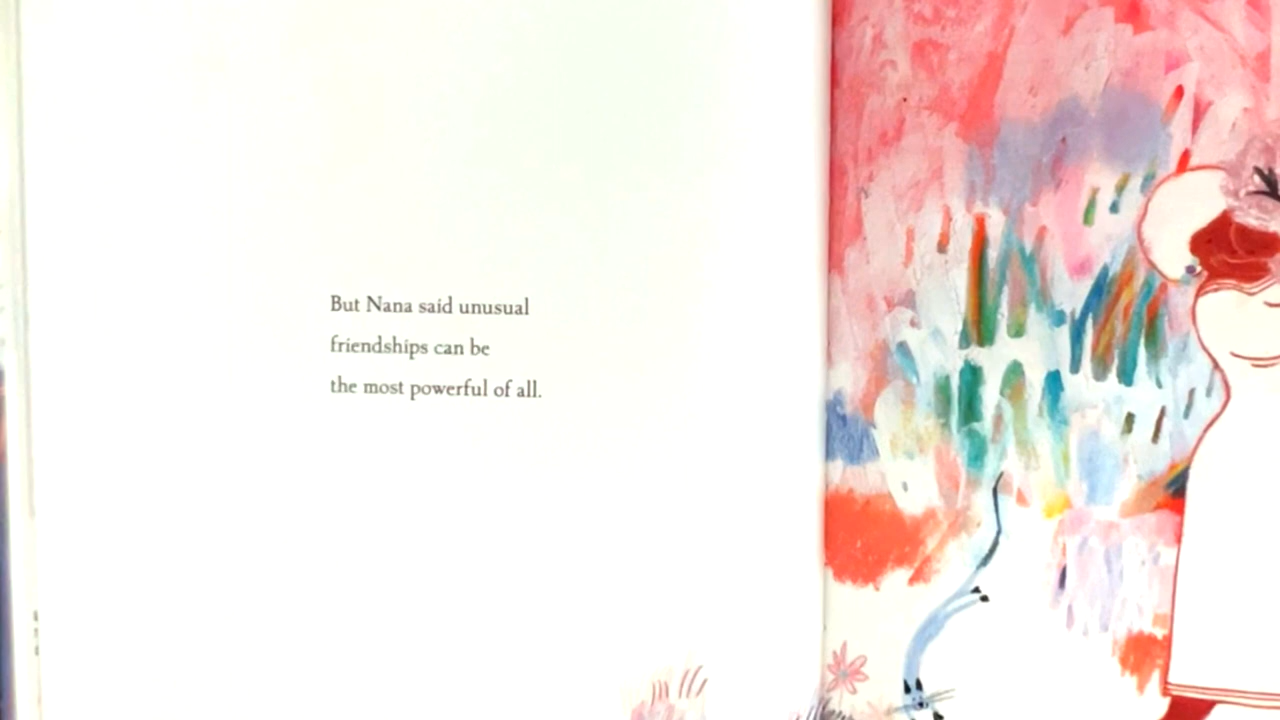 But Nana said unusual
friendships can be
the most powerful of all.